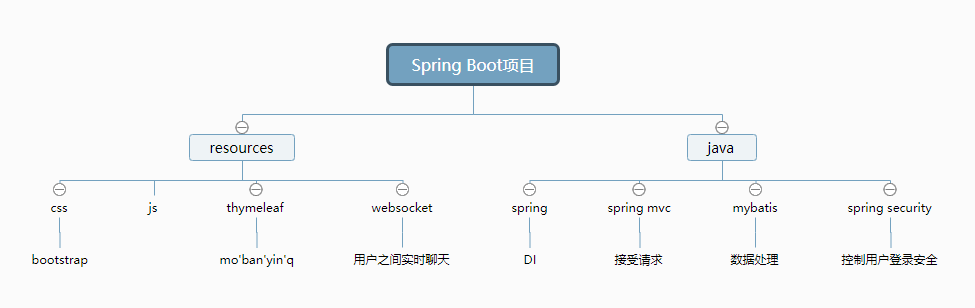 Spring Boot项目
resources
java
css
js
thymeleaf
websocket
spring
spring mvc
mybatis
spring security
bootstrap
mo'ban'yin'q
用户之间实时聊天
DI
接受请求
数据处理
控制用户登录安全